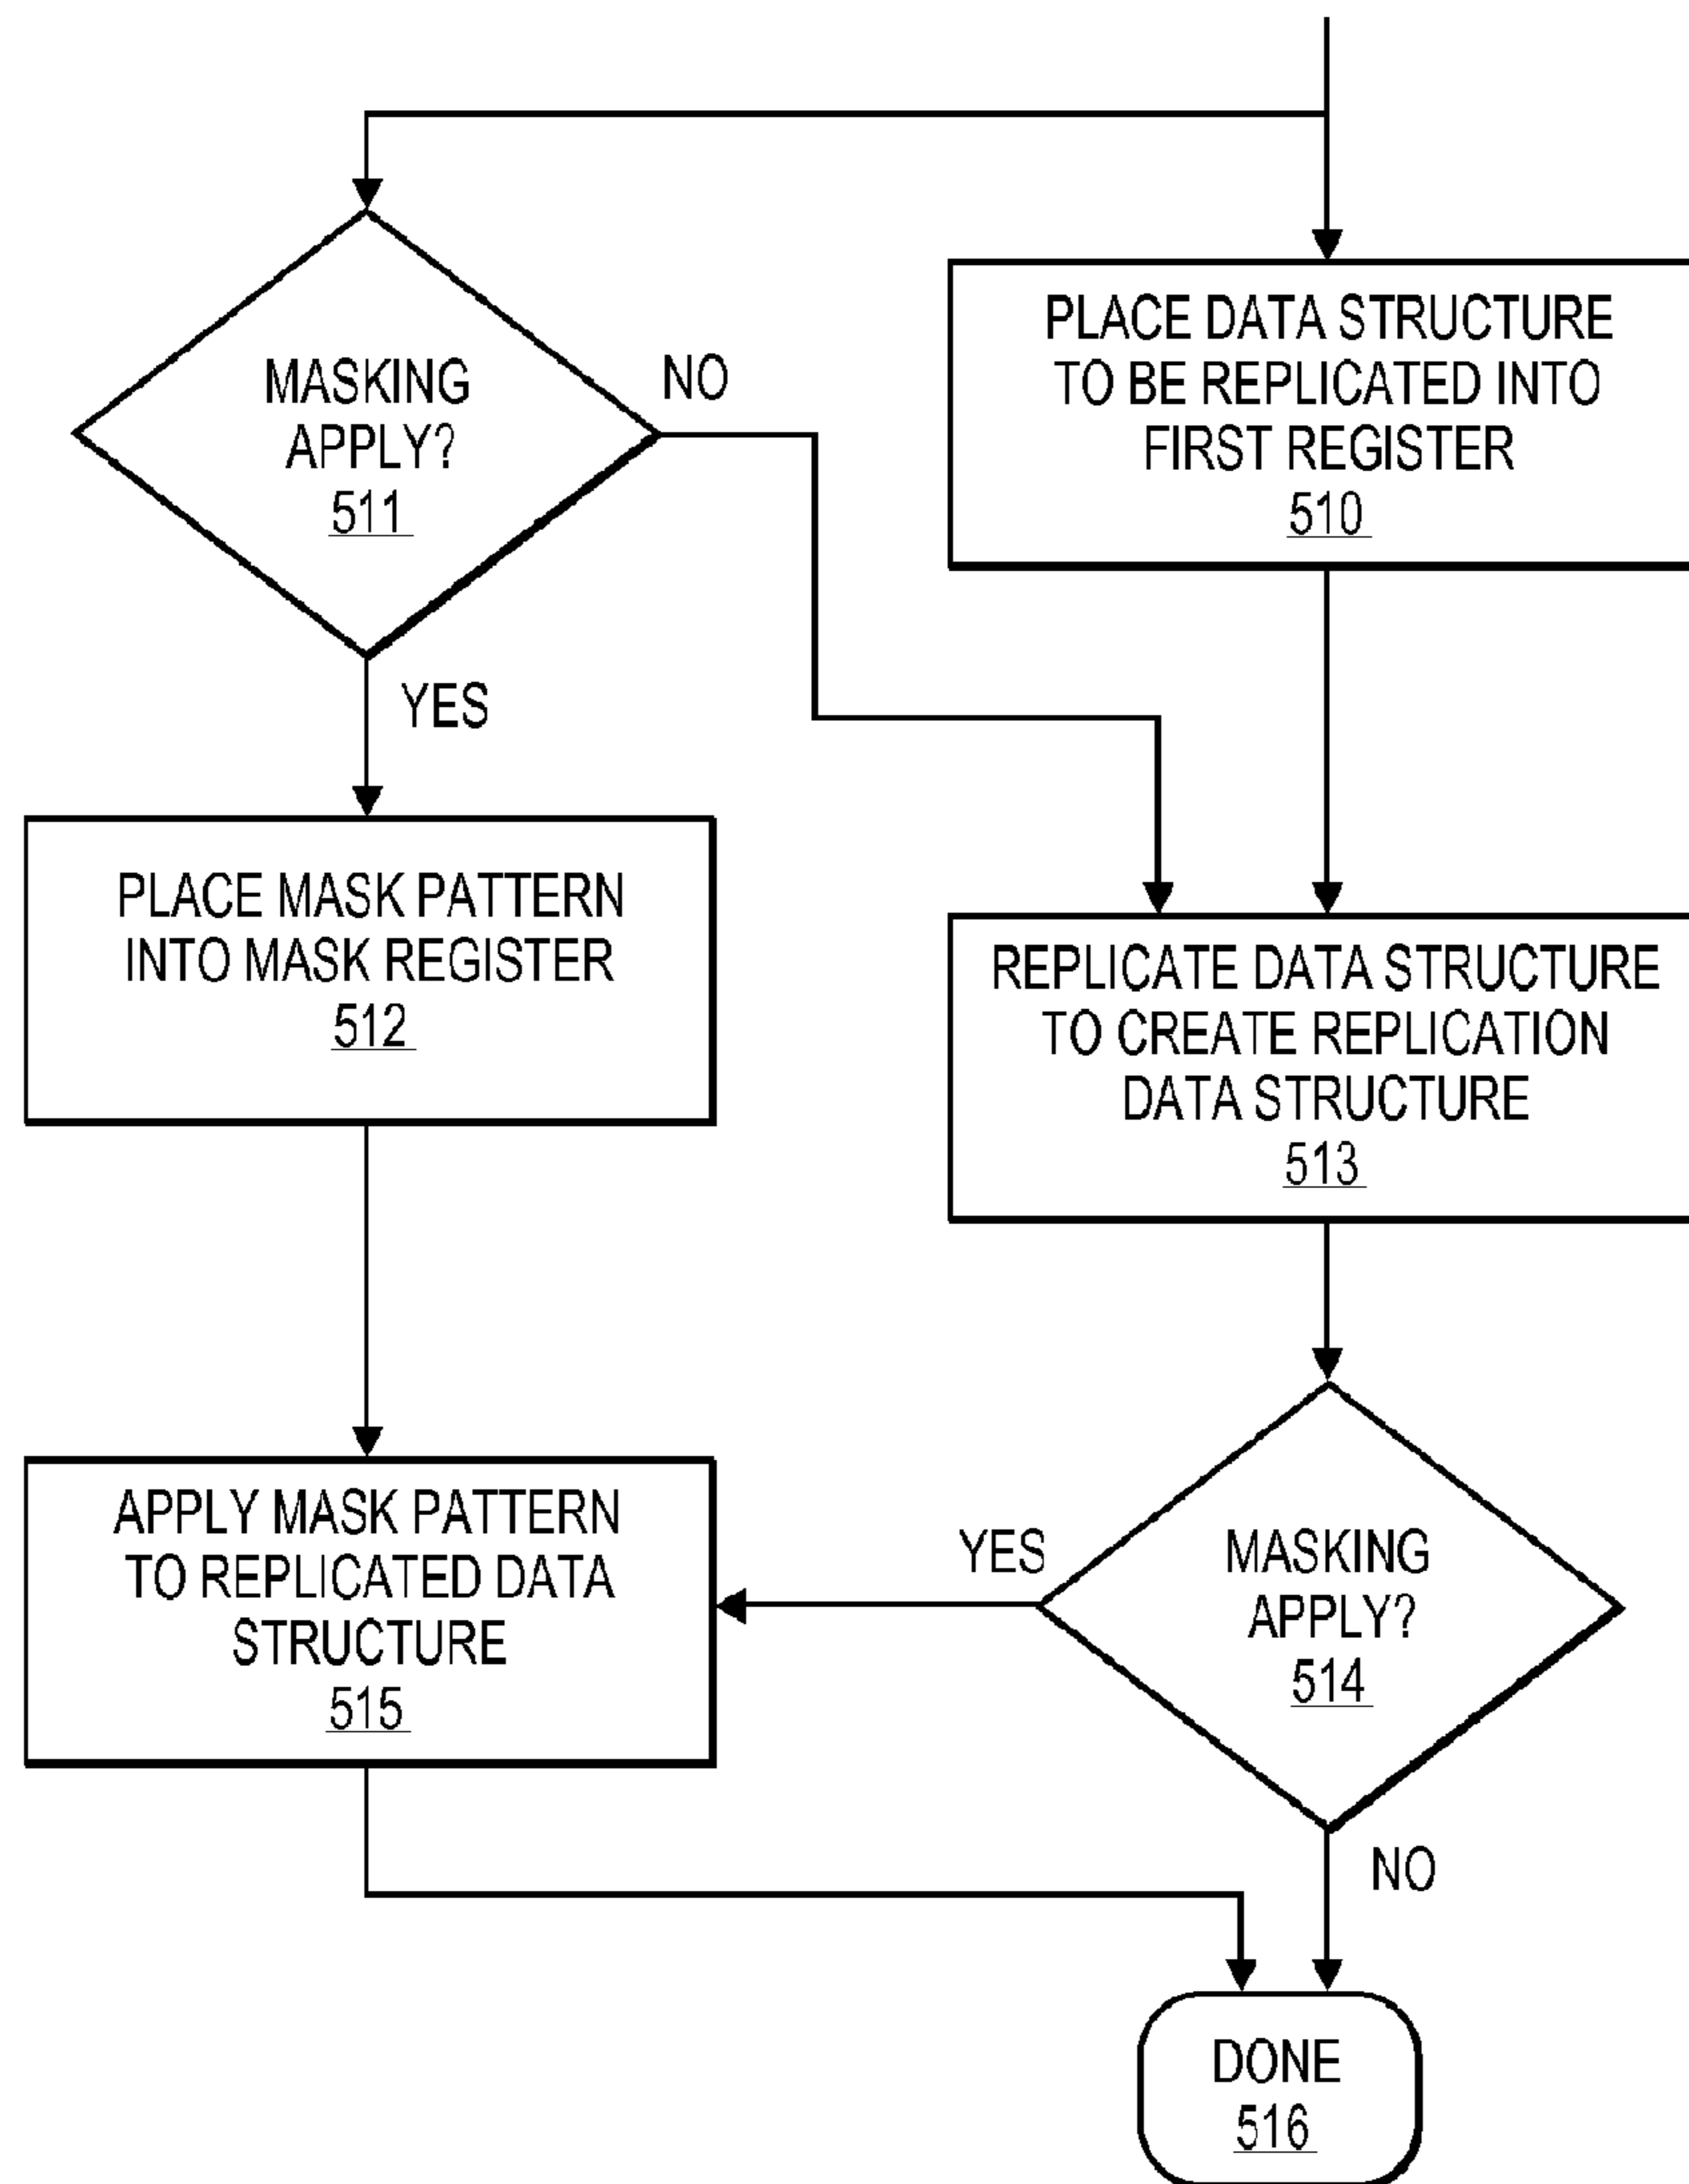 MASKING
APPLY?
511
NO
YES
PLACE DATA STRUCTURE
TO BE REPLICATED INTO
FIRST REGISTER
510
PLACE MASK PATTERN
INTO MASK REGISTER
512
REPLICATE DATA STRUCTURE
TO CREATE REPLICATION
DATA STRUCTURE
513
APPLY MASK PATTERN
TO REPLICATED DATA
STRUCTURE
515
YES
MASKING
APPLY?
514
NO
DONE
516